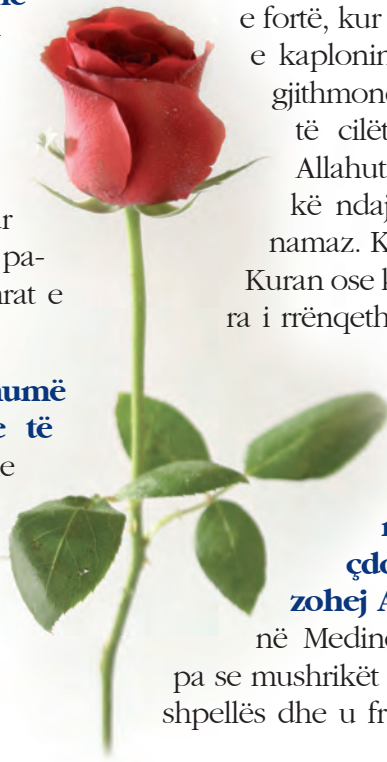 pa-
rat e
humë
e të
e
e fortë, kur
e kaplonin
gjithmonë
të cilët
Allahut
kë ndaj
namaz. K
Kuran ose k
ra i rrënqeth
çdo
zohej A
në Medinë
pa se mushrikët
shpellës dhe u fr